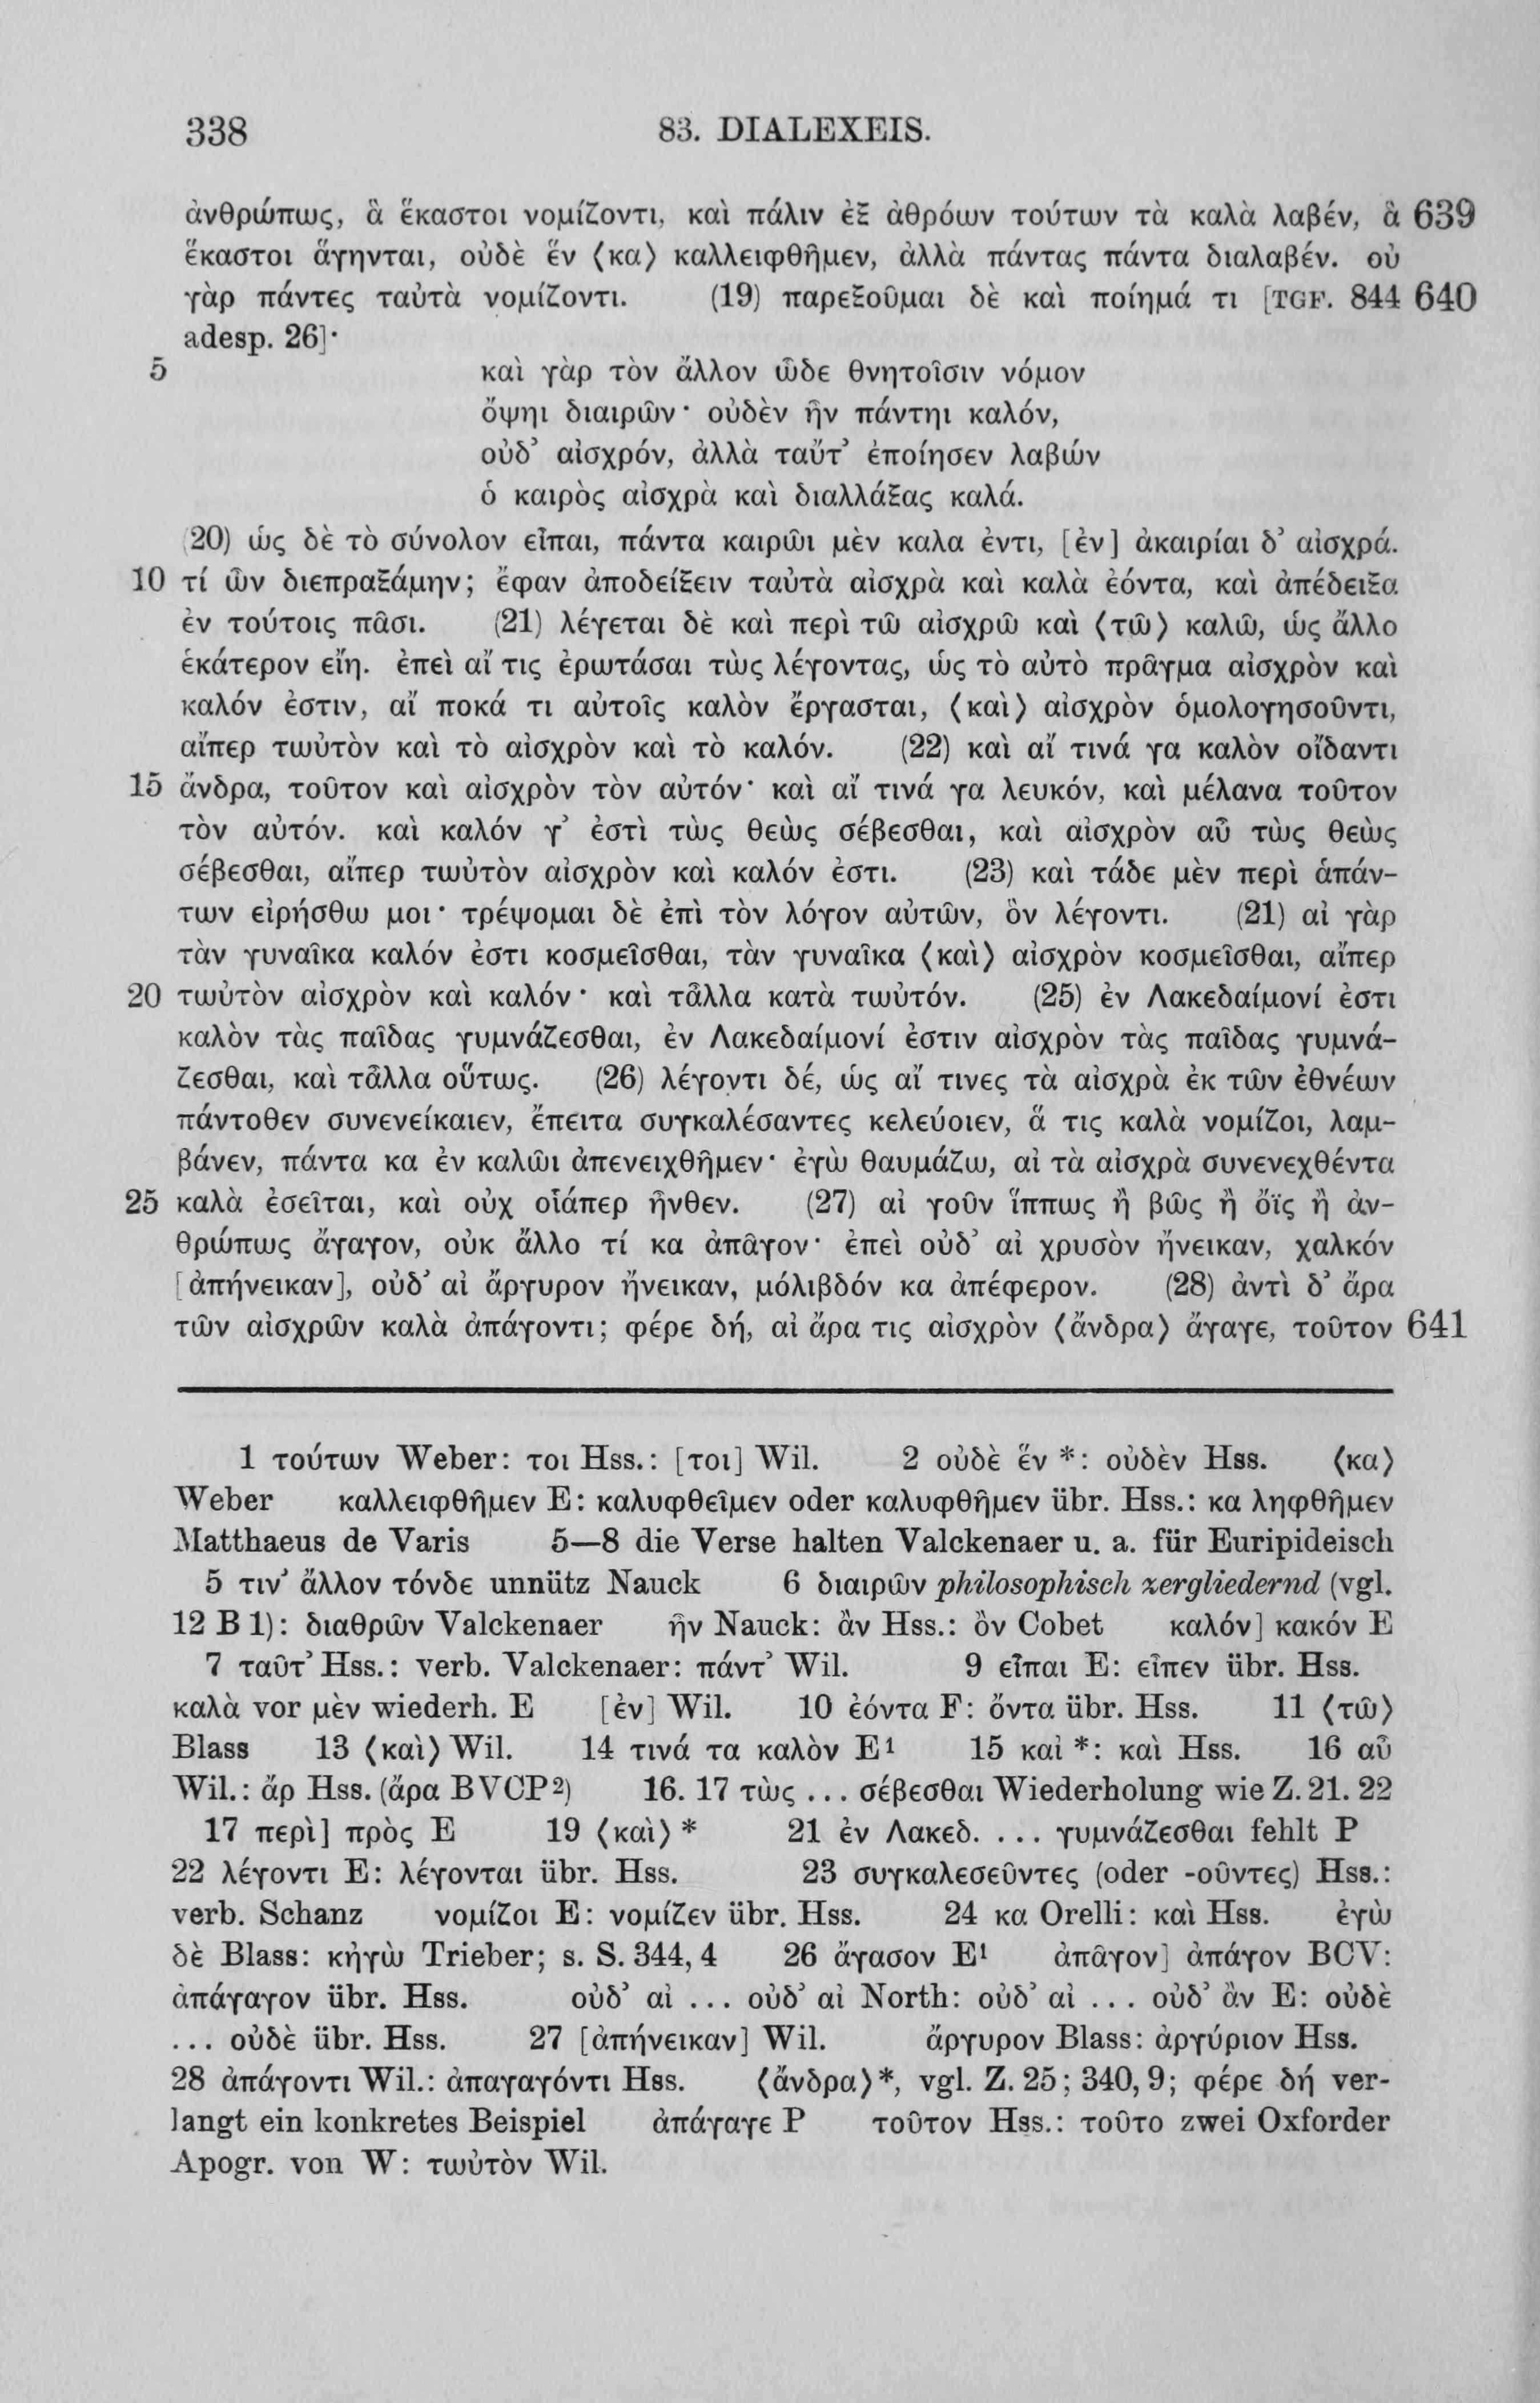 338 83. DIALEXEIS.
ἀνθρώπως, ἃ ἕκαστοι νομίζοντι, καὶ πάλιν ἐξ ἀθρόων τούτων τὰ καλὰ λαβέν, ἃ 639
ἕκαστοι ἅγηνται, οὐδὲ ἕν ⟨κα⟩ καλλειφθῆμεν, ἀλλὰ πάντας πάντα διαλαβέν. οὐ
γὰρ πάντες ταὐτὰ νομίζοντι. (19) παρεξοῦμαι δὲ καὶ ποίημά τι [TGF. 844 640
adesp. 26]·
5 καὶ γὰρ τὸν ἄλλον ὧδε θνητοῖσιν νόμον
ὄψηι διαιρῶν· οὐδὲν ἦν πάντηι καλόν,
οὐδ’ αἰσχρόν, ἀλλὰ ταὔτ’ ἐποίησεν λαβών
ὁ καιρὸς αἰσχρὰ καὶ διαλλάξας καλά.
(20) ὡς δὲ τὸ σύνολον εἶπαι, πάντα καιρῶι μὲν καλα ἐντι, [ἐν] ἀκαιρίαι δ’ αἰσχρά.
10 τί ὦν διεπραξάμην; ἔφαν ἀποδείξειν ταὐτὰ αἰσχρὰ καὶ καλὰ ἐόντα, καὶ ἀπέδειξα
ἐν τούτοις πᾶσι. (21) λέγεται δὲ καὶ περὶ τῶ αἰσχρῶ καὶ ⟨τῶ⟩ καλῶ, ὡς ἄλλο
ἑκάτερον εἴη. ἐπεὶ αἴ τις ἐρωτάσαι τὼς λέγοντας, ὡς τὸ αὐτὸ πρᾶγμα αἰσχρὸν καὶ
καλόν ἐστιν, αἴ ποκά τι αὐτοῖς καλὸν ἔργασται, ⟨καὶ⟩ αἰσχρὸν ὁμολογησοῦντι,
αἴπερ τωὐτὸν καὶ τὸ αἰσχρὸν καὶ τὸ καλόν. (22) καὶ αἴ τινά γα καλὸν οἴδαντι
15 ἄνδρα, τοῦτον καὶ αἰσχρὸν τὸν αὐτόν· καὶ αἴ τινά γα λευκόν, καὶ μέλανα τοῦτον
τὸν αὐτόν. καὶ καλόν γ’ ἐστὶ τὼς θεὼς σέβεσθαι, καὶ αἰσχρὸν αὖ τὼς θεὼς
σέβεσθαι, αἴπερ τωὐτὸν αἰσχρὸν καὶ καλόν ἐστι. (23) καὶ τάδε μὲν περὶ ἁπάν-
των εἰρήσθω μοι· τρέψομαι δὲ ἐπὶ τὸν λόγον αὐτῶν, ὃν λέγοντι. (21) αἰ γὰρ
τὰν γυναῖκα καλόν ἐστι κοσμεῖσθαι, τὰν γυναῖκα ⟨καὶ⟩ αἰσχρὸν κοσμεῖσθαι, αἴπερ
20 τωὐτὸν αἰσχρὸν καὶ καλόν· καὶ τἆλλα κατὰ τωὐτόν. (25) ἐν Λακεδαίμονί ἐστι
καλὸν τὰς παῖδας γυμνάζεσθαι, ἐν Λακεδαίμονί ἐστιν αἰσχρὸν τὰς παῖδας γυμνά-
ζεσθαι, καὶ τἆλλα οὕτως. (26) λέγοντι δέ, ὡς αἴ τινες τὰ αἰσχρὰ ἐκ τῶν ἐθνέων
πάντοθεν συνενείκαιεν, ἔπειτα συγκαλέσαντες κελεύοιεν, ἅ τις καλὰ νομίζοι, λαμ-
βάνεν, πάντα κα ἐν καλῶι ἀπενειχθῆμεν· ἐγὼ θαυμάζω, αἰ τὰ αἰσχρὰ συνενεχθέντα
25 καλὰ ἐσεῖται, καὶ οὐχ οἷάπερ ἦνθεν. (27) αἰ γοῦν ἵππως ἢ βῶς ἢ ὄϊς ἢ ἀν-
θρώπως ἄγαγον, οὐκ ἄλλο τί κα ἀπᾶγον· ἐπεὶ οὐδ’ αἰ χρυσὸν ἤνεικαν, χαλκόν
[ἀπήνεικαν], οὐδ’ αἰ ἄργυρον ἤνεικαν, μόλιβδόν κα ἀπέφερον. (28) ἀντὶ δ’ ἄρα
τῶν αἰσχρῶν καλὰ ἀπάγοντι; φέρε δή, αἰ ἄρα τις αἰσχρὸν ⟨ἄνδρα⟩ ἄγαγε, τοῦτον 641
1 τούτων Weber: τοι Hss.: [τοι] Wil. 2 οὐδὲ ἕν *: οὐδὲν Hss. ⟨κα⟩
Weber καλλειφθῆμεν E: καλυφθεῖμεν oder καλυφθῆμεν übr. Hss.: κα ληφθῆμεν
Matthaeus de Varis 5—8 die Verse halten Valckenaer u. a. für Euripideisch
5 τιν’ ἄλλον τόνδε unnütz Nauck 6 διαιρῶν philosophisch zergliedernd (vgl.
12 B 1): διαθρῶν Valckenaer ἦν Nauck: ἂν Hss.: ὂν Cobet καλόν] κακόν E
7 ταῦτ’ Hss.: verb. Valckenaer: πάντ’ Wil. 9 εἶπαι E: εἶπεν übr. Hss.
καλὰ vor μὲν wiederh. E [ἐν] Wil. 10 ἐόντα F: ὄντα übr. Hss. 11 ⟨τῶ⟩
Blass 13 ⟨καὶ⟩ Wil. 14 τινά τα καλὸν E¹ 15 καὶ *: καὶ Hss. 16 αὖ
Wil.: ἄρ Hss. (ἄρα BVCP²) 16. 17 τὼς ... σέβεσθαι Wiederholung wie Z. 21. 22
17 περὶ] πρὸς E 19 ⟨καὶ⟩ * 21 ἐν Λακεδ. ... γυμνάζεσθαι fehlt P
22 λέγοντι E: λέγονται übr. Hss. 23 συγκαλεσεῦντες (oder -οῦντες) Hss.:
verb. Schanz νομίζοι E: νομίζεν übr. Hss. 24 κα Orelli: καὶ Hss. ἐγὼ
δὲ Blass: κἠγὼ Trieber; s. S. 344, 4 26 ἄγασον E¹ ἀπᾶγον] ἀπάγον BCV:
ἀπάγαγον übr. Hss. οὐδ’ αἰ ... οὐδ’ αἰ North: οὐδ’ αἰ ... οὐδ’ ἂν E: οὐδὲ
... οὐδὲ übr. Hss. 27 [ἀπήνεικαν] Wil. ἄργυρον Blass: ἀργύριον Hss.
28 ἀπάγοντι Wil.: ἀπαγαγόντι Hss. ⟨ἄνδρα⟩*, vgl. Z. 25; 340, 9; φέρε δή ver-
langt ein konkretes Beispiel ἀπάγαγε P τοῦτον Hss.: τοῦτο zwei Oxforder
Apogr. von W: τωὐτὸν Wil.